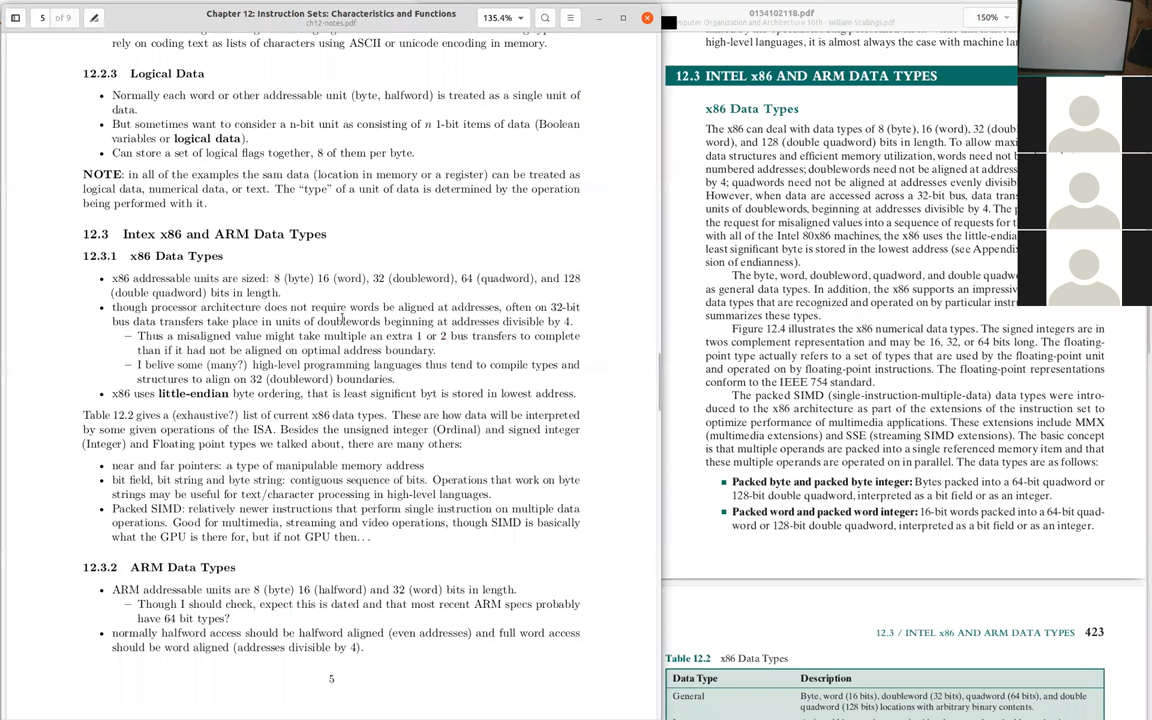 Chapter 12: Instruction Sets: Characteristics and Functions
ch12-notes.pdf
5 of 9
135.4%
0134102118.pdf
mputer Organization and Architecture 10th - William Stallings.pdf
150%
rely on coding text as lists of characters using ASCII or unicode encoding in memory.
12.2.3 Logical Data
• Normally each word or other addressable unit (byte, halfword) is treated as a single unit of
data.
• But sometimes want to consider a n-bit unit as consisting of n 1-bit items of data (Boolean
variables or logical data).
• Can store a set of logical flags together, 8 of them per byte.
NOTE: in all of the examples the sam data (location in memory or a register) can be treated as
logical data, numerical data, or text. The “type” of a unit of data is determined by the operation
being performed with it.
12.3 Intex x86 and ARM Data Types
12.3.1 x86 Data Types
• x86 addressable units are sized: 8 (byte) 16 (word), 32 (doubleword), 64 (quadword), and 128
(double quadword) bits in length.
• though processor architecture does not require words be aligned at addresses, often on 32-bit
bus data transfers take place in units of doublewords beginning at addresses divisible by 4.
– Thus a misaligned value might take multiple an extra 1 or 2 bus transfers to complete
than if it had not be aligned on optimal address boundary.
– I belive some (many?) high-level programming languages thus tend to compile types and
structures to align on 32 (doubleword) boundaries.
• x86 uses little-endian byte ordering, that is least significant byt is stored in lowest address.
Table 12.2 gives a (exhaustive?) list of current x86 data types. These are how data will be interpreted
by some given operations of the ISA. Besides the unsigned integer (Ordinal) and signed integer
(Integer) and Floating point types we talked about, there are many others:
• near and far pointers: a type of manipulable memory address
• bit field, bit string and byte string: contiguous sequence of bits. Operations that work on byte
strings may be useful for text/character processing in high-level languages.
• Packed SIMD: relatively newer instructions that perform single instruction on multiple data
operations. Good for multimedia, streaming and video operations, though SIMD is basically
what the GPU is there for, but if not GPU then...
12.3.2 ARM Data Types
• ARM addressable units are 8 (byte) 16 (halfword) and 32 (word) bits in length.
– Though I should check, expect this is dated and that most recent ARM specs probably
have 64 bit types?
• normally halfword access should be halfword aligned (even addresses) and full word access
should be word aligned (addresses divisible by 4).
5
high-level languages, it is almost always the case with machine lan
12.3 INTEL x86 AND ARM DATA TYPES
x86 Data Types
The x86 can deal with data types of 8 (byte), 16 (word), 32 (doub
word), and 128 (double quadword) bits in length. To allow maxi
data structures and efficient memory utilization, words need not b
numbered addresses; doublewords need not be aligned at address
by 4; quadwords need not be aligned at addresses evenly divisib
However, when data are accessed across a 32-bit bus, data trans
units of doublewords, beginning at addresses divisible by 4. The p
the request for misaligned values into a sequence of requests for t
with all of the Intel 80x86 machines, the x86 uses the little-endia
least significant byte is stored in the lowest address (see Appendix
sion of endianness).
The byte, word, doubleword, quadword, and double quadw
as general data types. In addition, the x86 supports an impressiv
data types that are recognized and operated on by particular instr
summarizes these types.
Figure 12.4 illustrates the x86 numerical data types. The signed integers are in
twos complement representation and may be 16, 32, or 64 bits long. The floating-
point type actually refers to a set of types that are used by the floating-point unit
and operated on by floating-point instructions. The floating-point representations
conform to the IEEE 754 standard.
The packed SIMD (single-instruction-multiple-data) data types were intro-
duced to the x86 architecture as part of the extensions of the instruction set to
optimize performance of multimedia applications. These extensions include MMX
(multimedia extensions) and SSE (streaming SIMD extensions). The basic concept
is that multiple operands are packed into a single referenced memory item and that
these multiple operands are operated on in parallel. The data types are as follows:
■ Packed byte and packed byte integer: Bytes packed into a 64-bit quadword or
128-bit double quadword, interpreted as a bit field or as an integer.
■ Packed word and packed word integer: 16-bit words packed into a 64-bit quad-
word or 128-bit double quadword, interpreted as a bit field or as an integer.
12.3 / INTEL x86 AND ARM DATA TYPES 423
Table 12.2 x86 Data Types
Data Type Description
General Byte, word (16 bits), doubleword (32 bits), quadword (64 bits), and double
quadword (128 bits) locations with arbitrary binary contents.